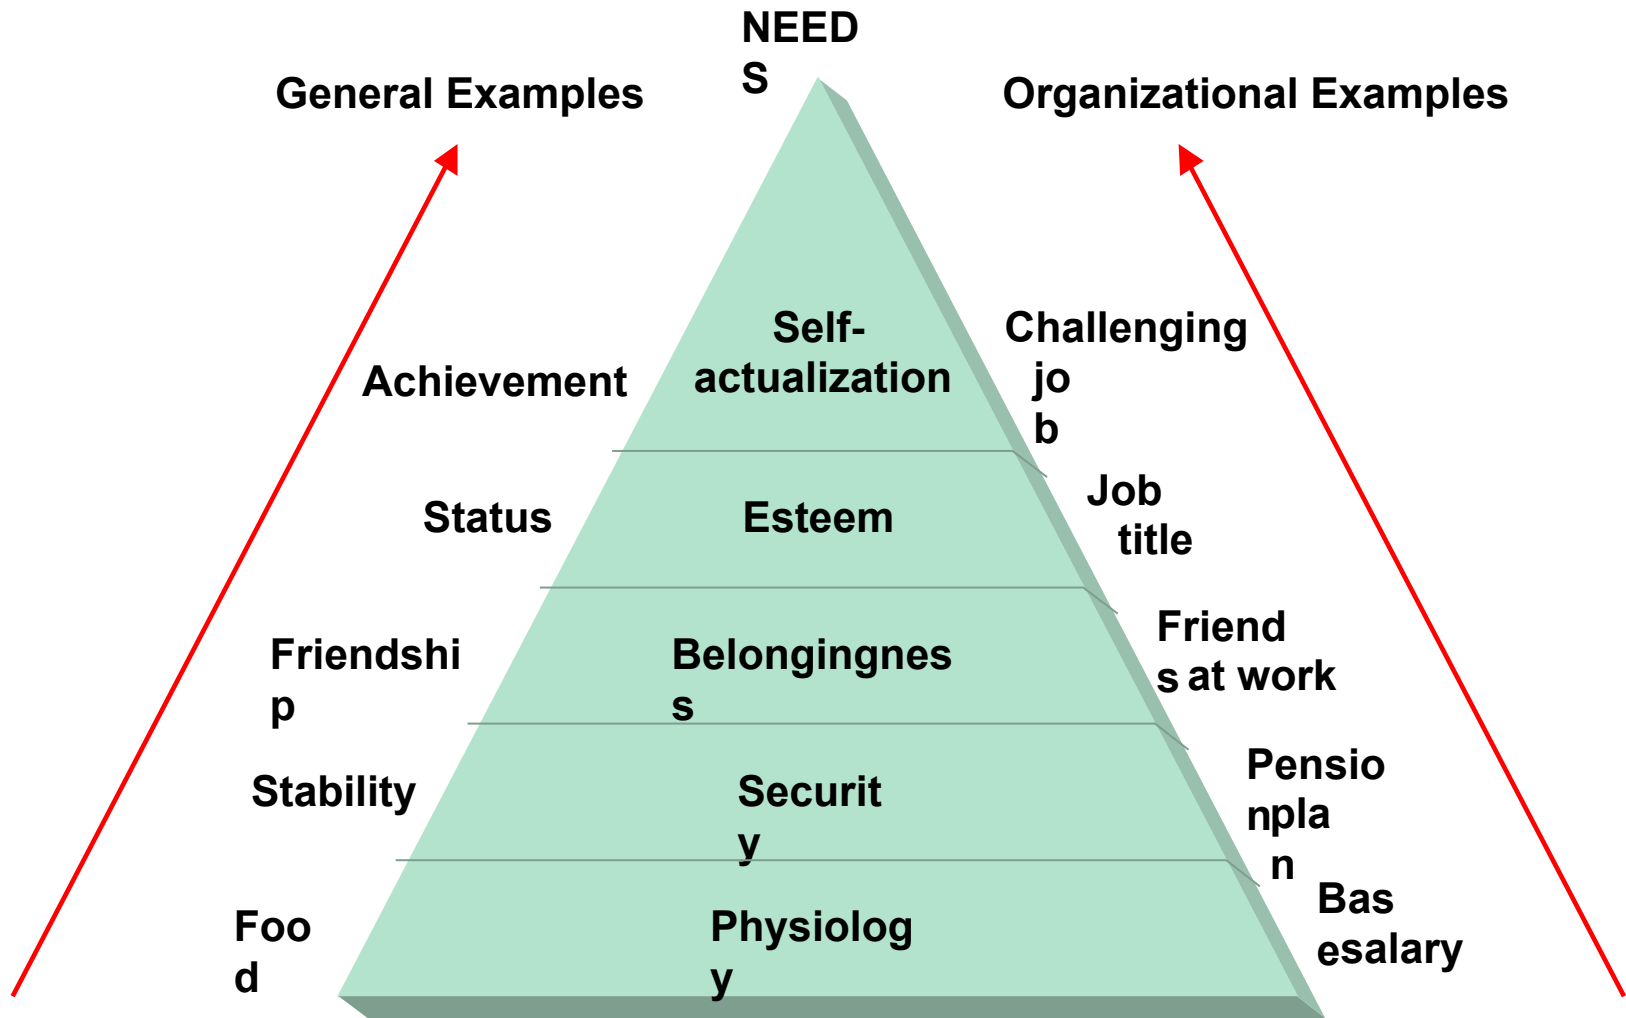 NEED
S
General Examples
Organizational Examples
Achievement
Self-
actualization
Challenging
jo
b
Status
Esteem
Job
title
Friendshi
p
Belongingnes
s
Friend
s at work
Stability
Securit
y
Pensio
npla
n
Foo
d
Physiolog
y
Bas
esalary